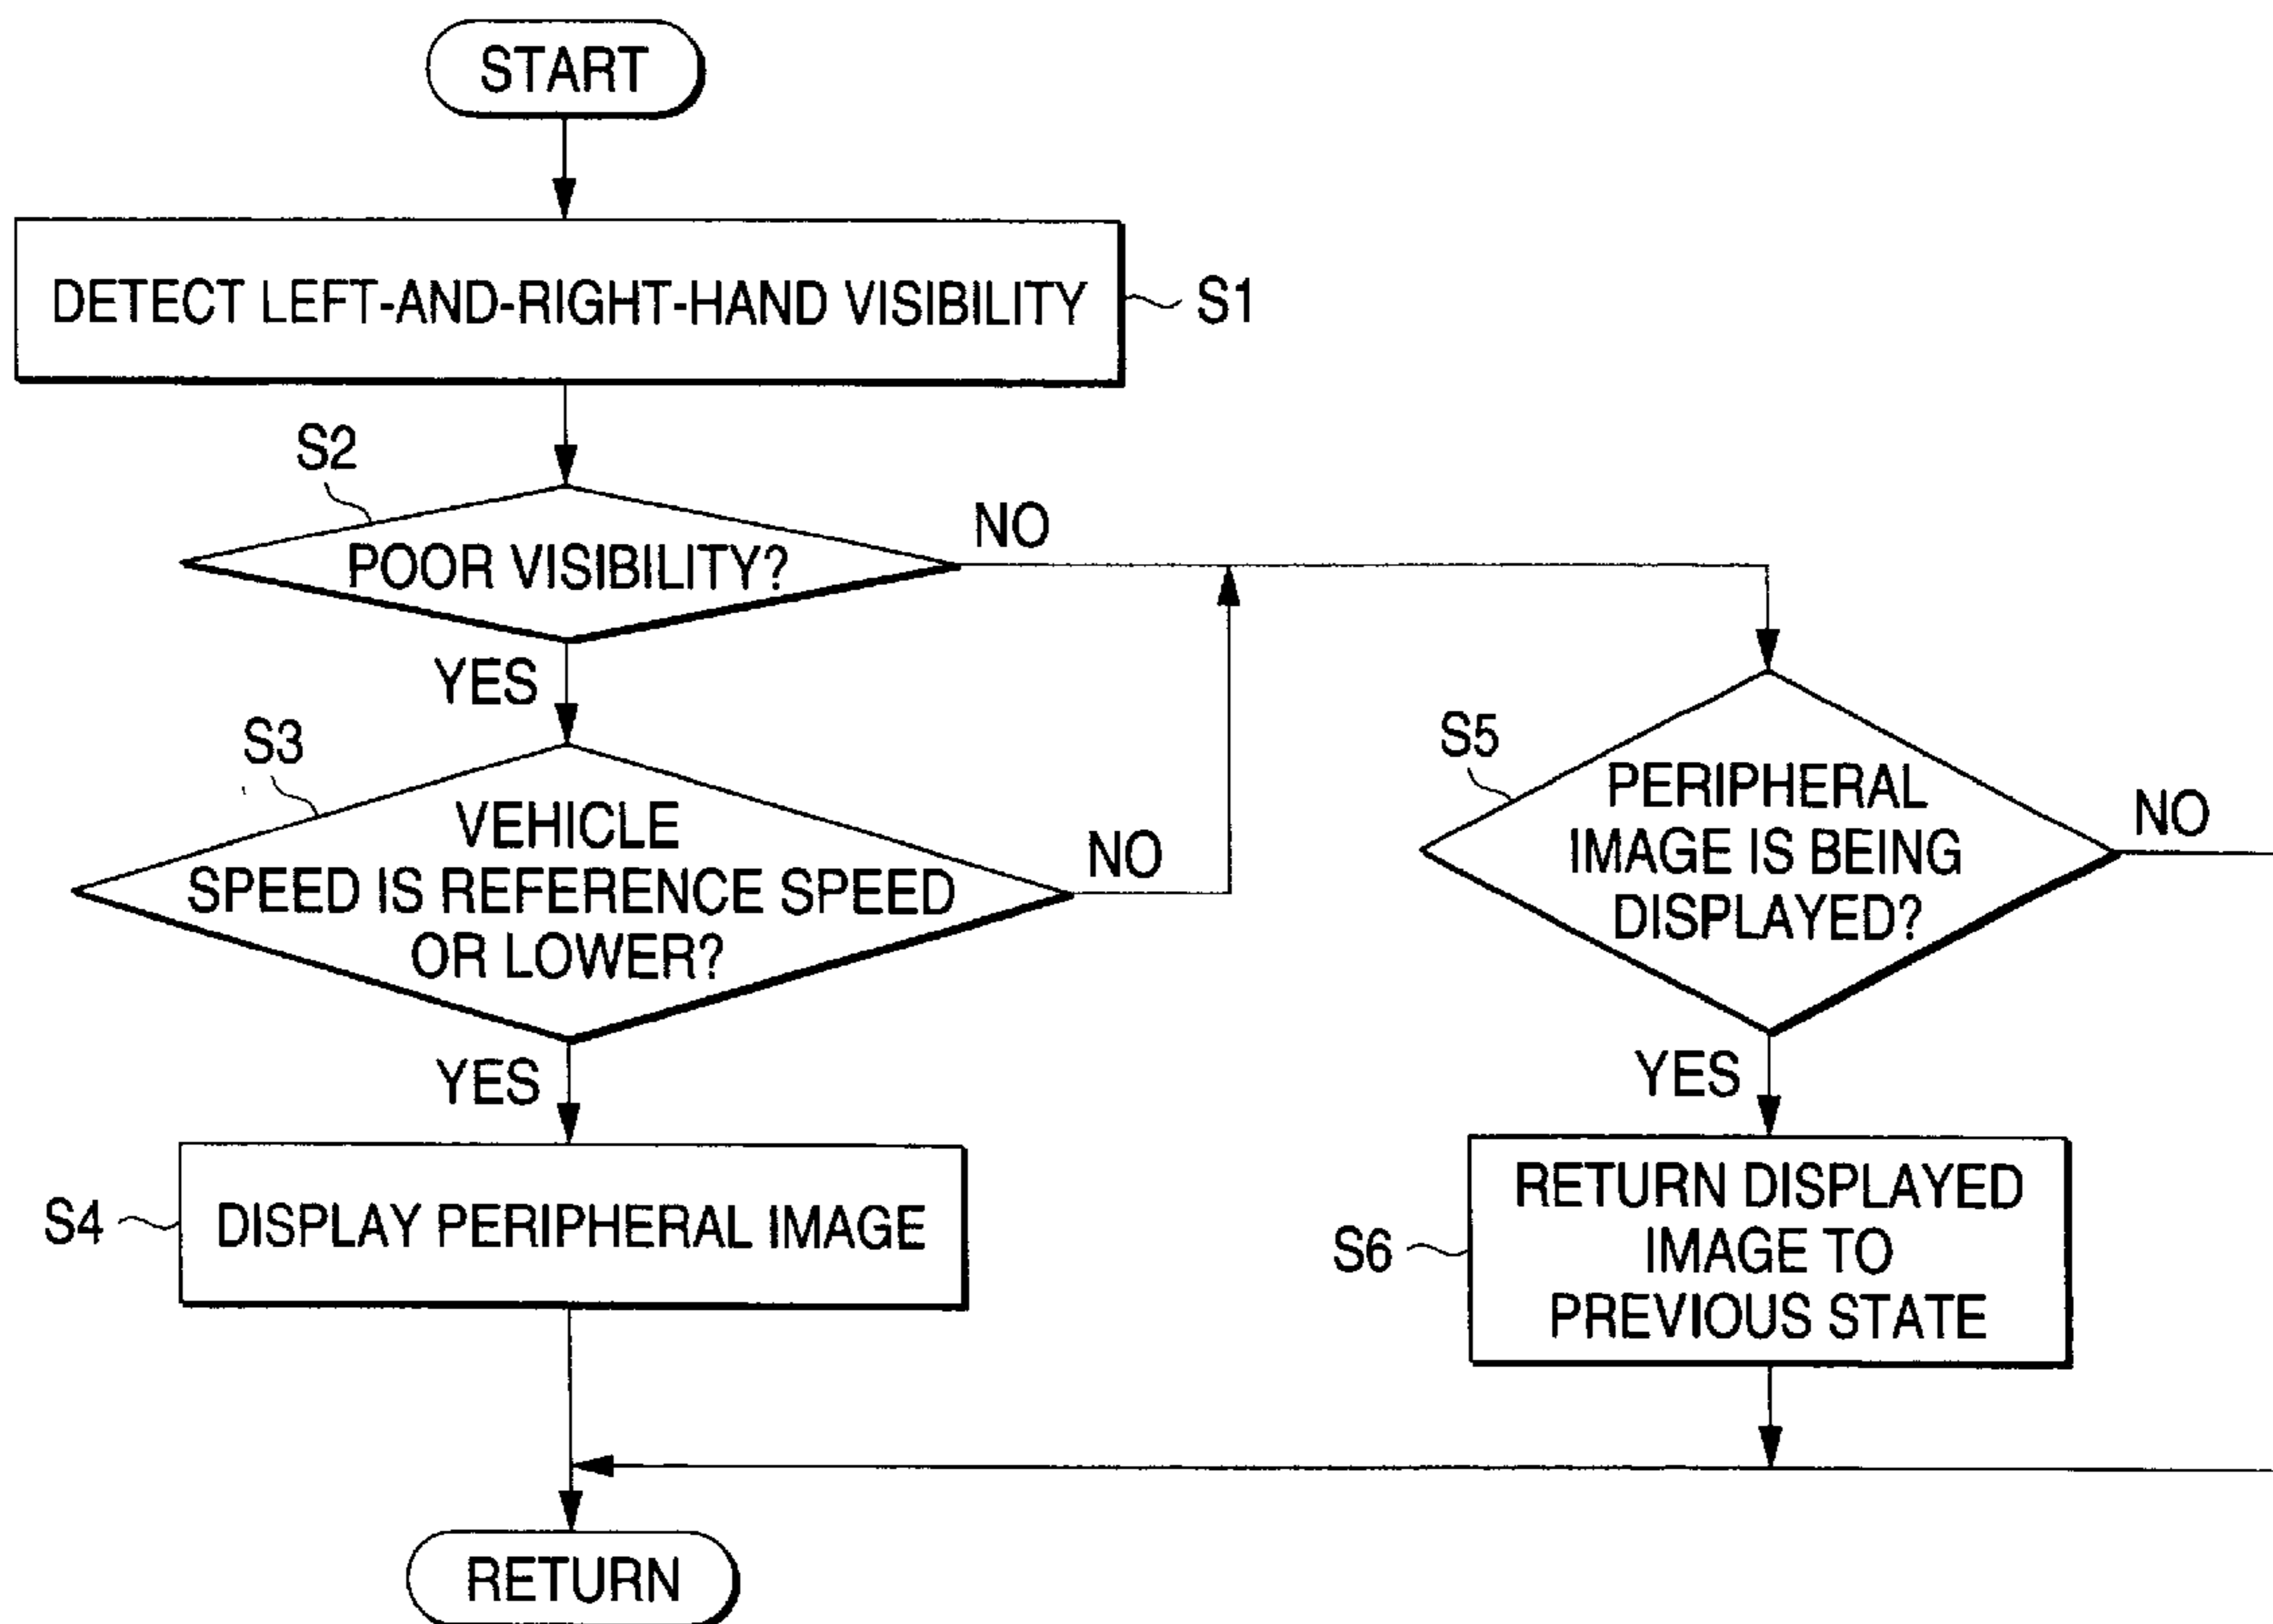 START
DETECT LEFT-AND-RIGHT-HAND VISIBILITY
S1
S2
POOR VISIBILITY?
NO
YES
S3
VEHICLE
SPEED IS REFERENCE SPEED
OR LOWER?
NO
YES
S4
DISPLAY PERIPHERAL IMAGE
S5
PERIPHERAL
IMAGE IS BEING
DISPLAYED?
NO
YES
S6
RETURN DISPLAYED
IMAGE TO
PREVIOUS STATE
RETURN